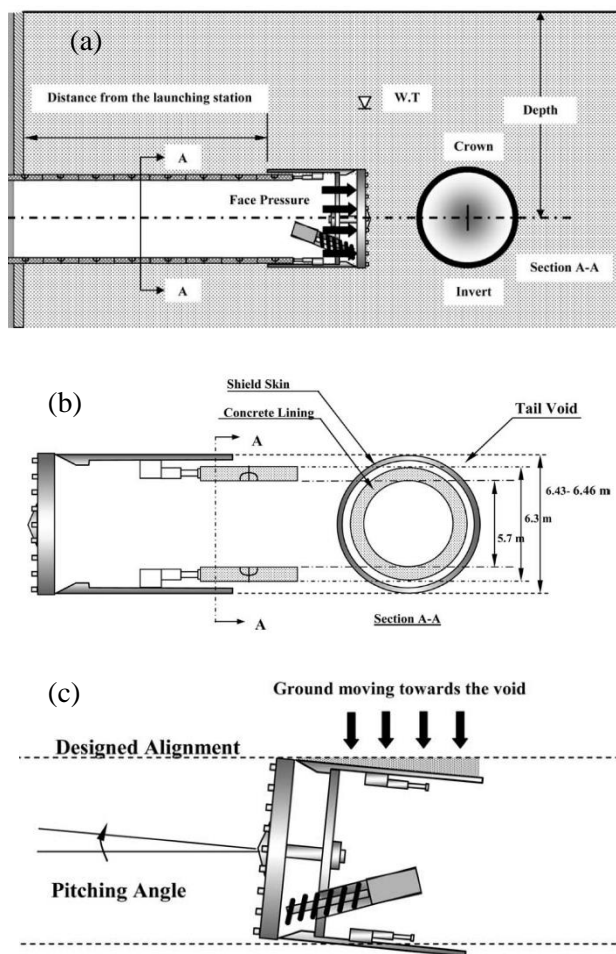 (a)
Distance from the launching station
W.T
Depth
A
Crown
Face Pressure
A
Invert
Section A-A
(b)
Shield Skin
Concrete Lining
Tail Void
A
6.43- 6.46 m
6.3 m
5.7 m
A
Section A-A
(c)
Ground moving towards the void
Designed Alignment
Pitching Angle